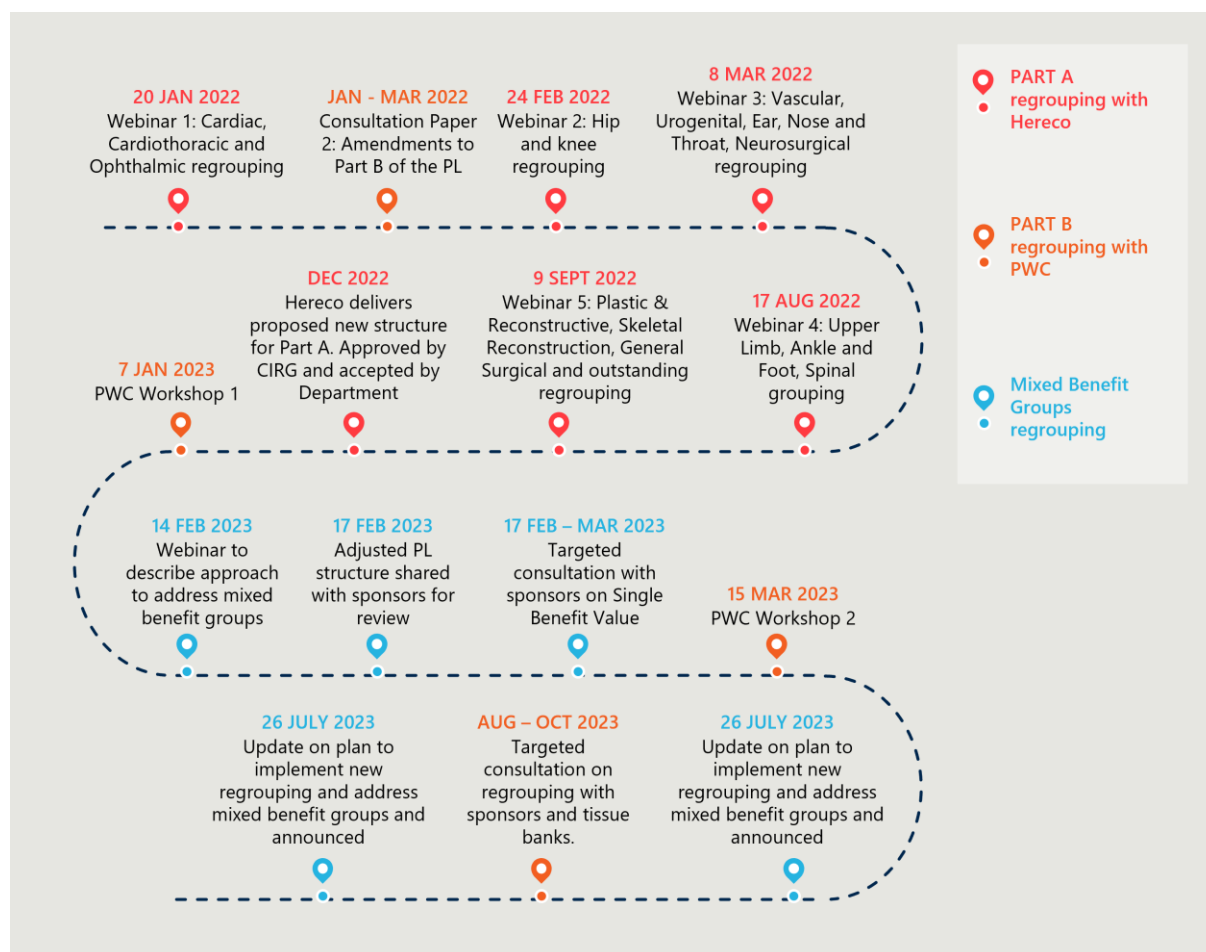 20 JAN 2022
Webinar 1: Cardiac,
Cardiothoracic and
Ophthalmic regrouping
JAN - MAR 2022
Consultation Paper
2: Amendments to
Part B of the PL
24 FEB 2022
Webinar 2: Hip
and knee
regrouping
8 MAR 2022
Webinar 3: Vascular,
Urogenital, Ear, Nose and
Throat, Neurosurgical
regrouping
17 AUG 2022
Webinar 4: Upper
Limb, Ankle and
Foot, Spinal
grouping
9 SEPT 2022
Webinar 5: Plastic &
Reconstructive, Skeletal
Reconstruction, General
Surgical and outstanding
regrouping
DEC 2022
Hereco delivers
proposed new structure
for Part A. Approved by
CIRG and accepted by
Department
7 JAN 2023
PWC Workshop 1
14 FEB 2023
Webinar to
describe approach
to address mixed
benefit groups
17 FEB 2023
Adjusted PL
structure shared
with sponsors for
review
17 FEB – MAR 2023
Targeted
consultation with
sponsors on Single
Benefit Value
15 MAR 2023
PWC Workshop 2
26 JULY 2023
Update on plan to
implement new
regrouping and address
mixed benefit groups and
announced
AUG – OCT 2023
Targeted
consultation on
regrouping with
sponsors and tissue
banks.
26 JULY 2023
Update on plan to
implement new
regrouping and address
mixed benefit groups and
announced
PART A
regrouping with
Hereco
PART B
regrouping with
PWC
Mixed Benefit
Groups
regrouping